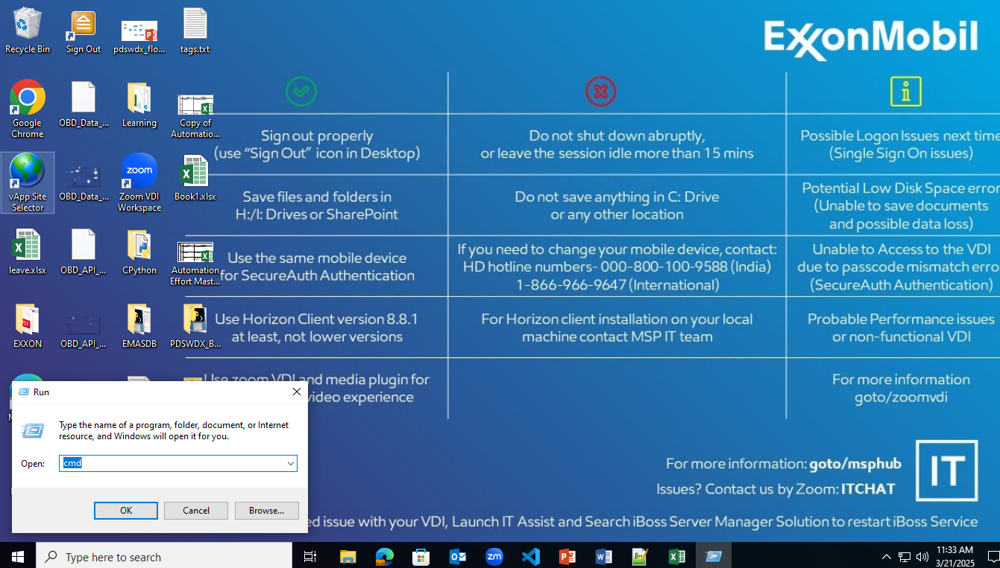 Recycle Bin
Sign Out
pdswdx_flo...
tags.txt
Google
Chrome
OBD_Data_...
Learning
Copy of
Automatio...
vApp Site
Selector
OBD_Data_...
Zoom VDI
Workspace
zoom
Book1.xlsx
leave.xlsx
OBD_API_...
CPython
Automation
Effort Mast...
EXXON
PDF
OBD_API_...
EMASDB
PDSWDX_B...
ExxonMobil
Sign out properly
(use “Sign Out” icon in Desktop)
Do not shut down abruptly,
or leave the session idle more than 15 mins
Possible Logon Issues next time
(Single Sign On issues)
Save files and folders in
H:/I: Drives or SharePoint
Do not save anything in C: Drive
or any other location
Potential Low Disk Space error
(Unable to save documents
and possible data loss)
Use the same mobile device
for SecureAuth Authentication
If you need to change your mobile device, contact:
HD hotline numbers- 000-800-100-9588 (India)
1-866-966-9647 (International)
Unable to Access to the VDI
due to passcode mismatch erro
(SecureAuth Authentication)
Use Horizon Client version 8.8.1
at least, not lower versions
For Horizon client installation on your local
machine contact MSP IT team
Probable Performance issues
or non-functional VDI
Use zoom VDI and media plugin for
video experience
For more information
goto/zoomvdi
For more information: goto/msphub
Issues? Contact us by Zoom: ITCHAT
IT
issue with your VDI, Launch IT Assist and Search iBoss Server Manager Solution to restart iBoss Service
Run
Type the name of a program, folder, document, or Internet
resource, and Windows will open it for you.
Open:
cmd
OK
Cancel
Browse...
Type here to search
zm
11:33 AM
3/21/2025